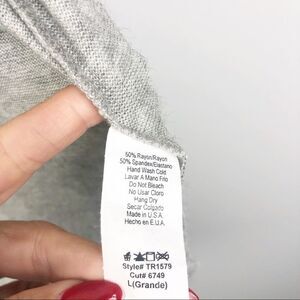 50% Rayon/Rayon
50% Spandex/Elastano
Hand Wash Cold
Lavar A Mano Frio
Do Not Bleach
No Usar Cloro
Hang Dry
Secar Colgado
Made in U.S.A.
Hecho en E.U.A.
Style# TR1579
Cut# 6749
L(Grande)